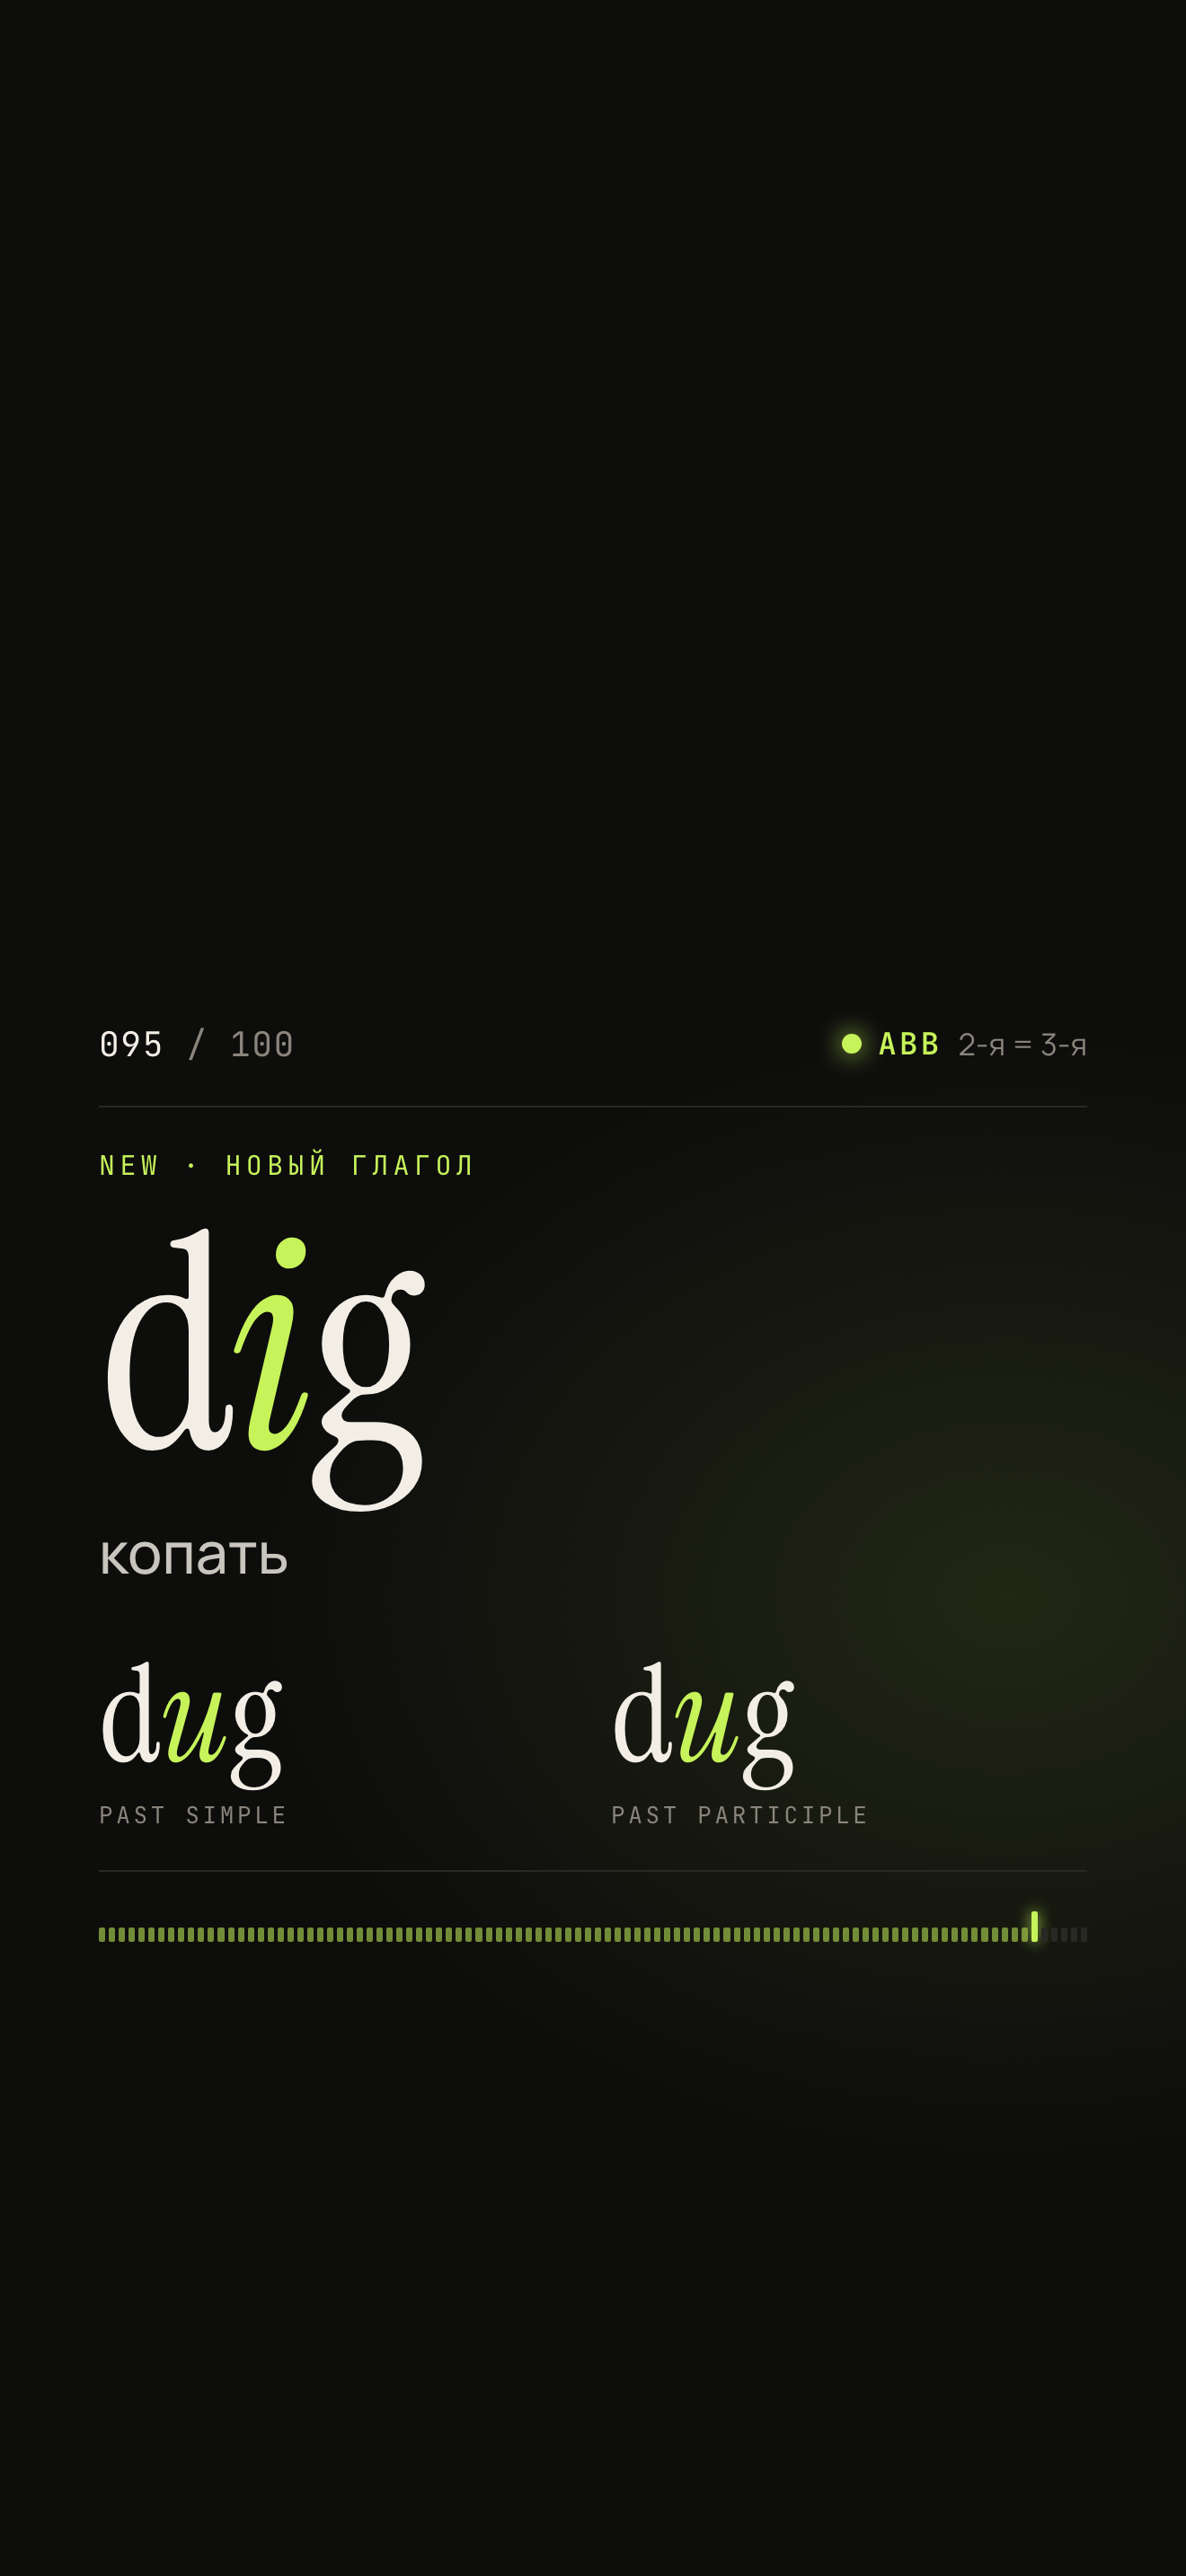 095 / 100
ABB 2-я = 3-я
NEW · НОВЫЙ ГЛАГОЛ
dig
копать
dug
PAST SIMPLE
dug
PAST PARTICIPLE